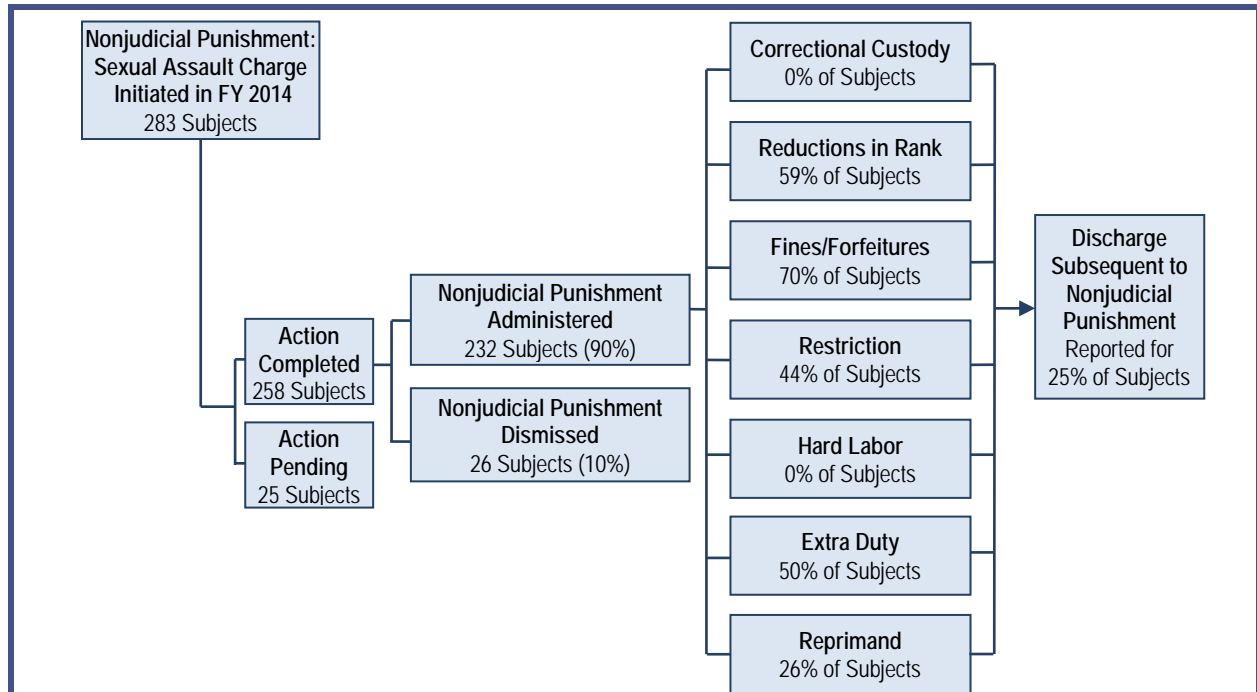 Nonjudicial Punishment:
Sexual Assault Charge
Initiated in FY 2014
283 Subjects
Action
Completed
258 Subjects
Action
Pending
25 Subjects
Nonjudicial Punishment
Administered
232 Subjects (90%)
Nonjudicial Punishment
Dismissed
26 Subjects (10%)
Correctional Custody
0% of Subjects
Reductions in Rank
59% of Subjects
Fines/Forfeitures
70% of Subjects
Restriction
44% of Subjects
Hard Labor
0% of Subjects
Extra Duty
50% of Subjects
Reprimand
26% of Subjects
Discharge
Subsequent to
Nonjudicial
Punishment
Reported for
25% of Subjects